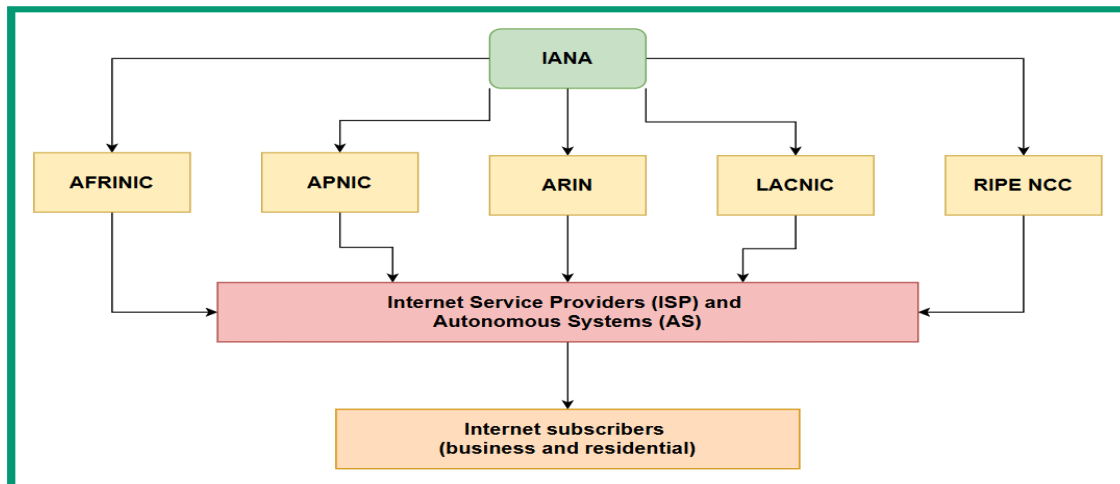 IANA
AFRINIC
APNIC
ARIN
LACNIC
RIPE NCC
Internet Service Providers (ISP) and
Autonomous Systems (AS)
Internet subscribers
(business and residential)